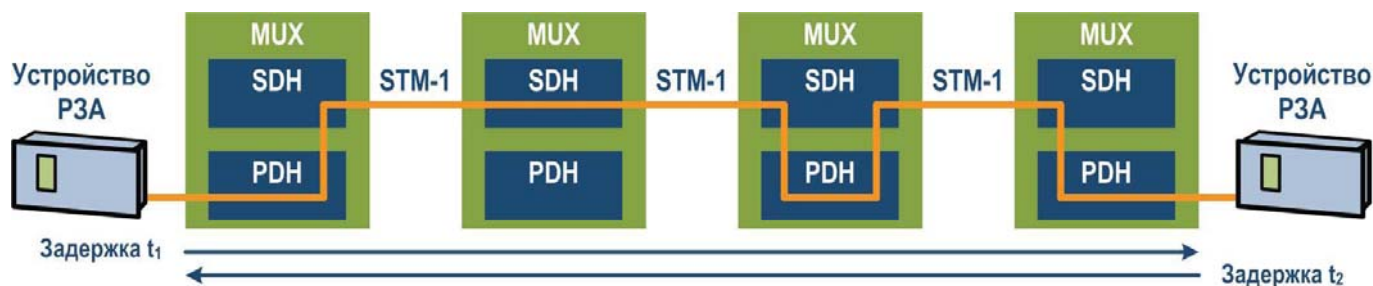 MUX
MUX
MUX
MUX
Устройство
РЗА
SDH
STM-1
SDH
STM-1
SDH
STM-1
SDH
Устройство
РЗА
PDH
PDH
PDH
PDH
Задержка t₁
Задержка t₂